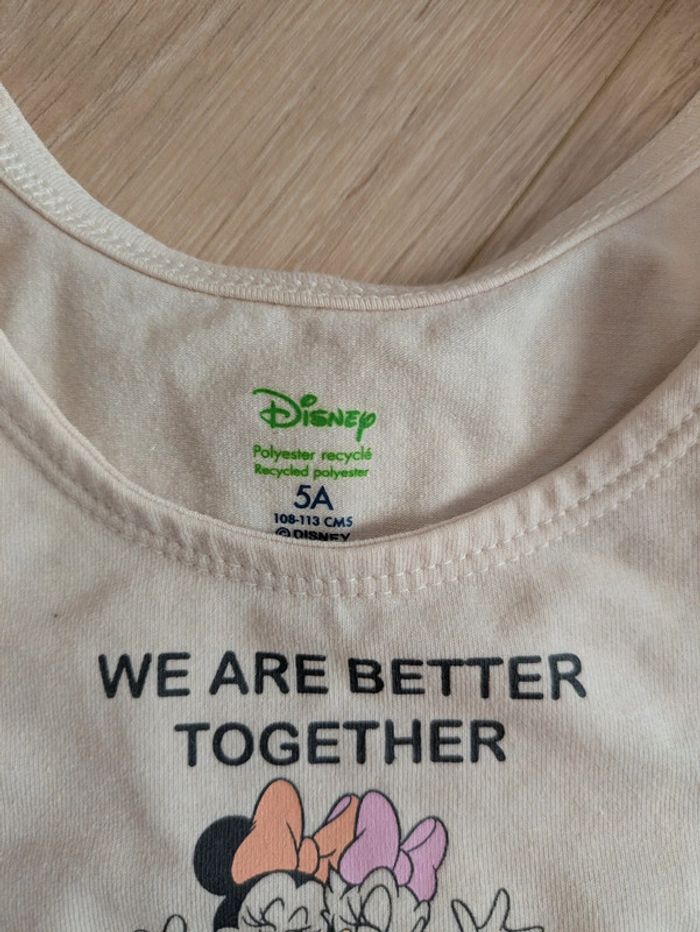 Disney
Polyester recyclé
Recycled polyester
5A
108-113 CMS
© DISNEY
WE ARE BETTER
TOGETHER